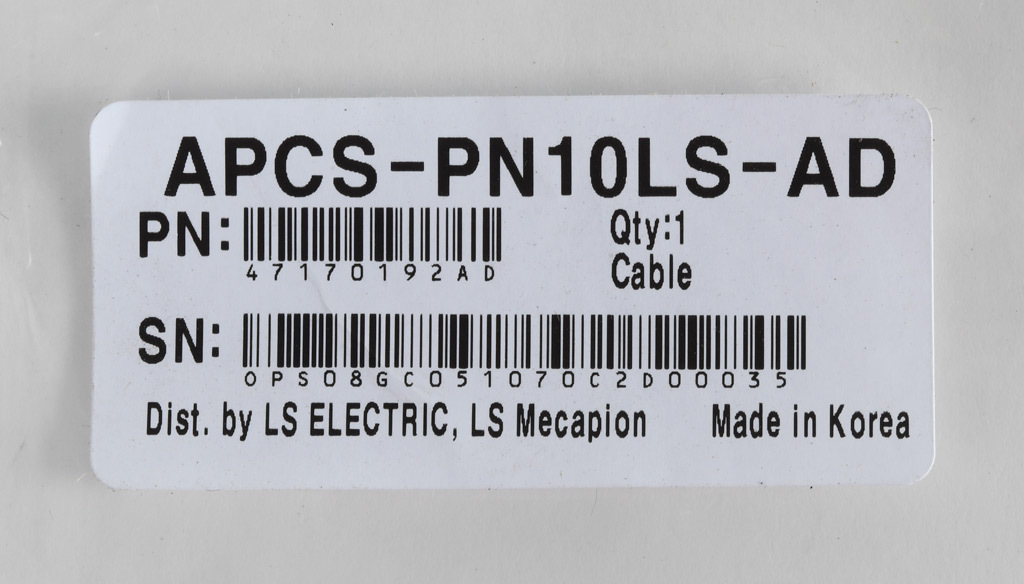 APCS-PN10LS-AD
PN:
47170192AD
Qty:1
Cable
SN:
0PS08GC051070C2D00035
Dist. by LS ELECTRIC, LS Mecapion Made in Korea